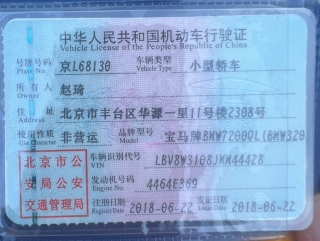 中华人民共和国机动车行驶证
Vehicle License of the People's Republic of China
号牌号码 京L68130 车辆类型 小型轿车
Plate No. Vehicle Type
所有人 赵琦
Owner
住址 北京市丰台区华源一里11号楼2308号
Address
使用性质 非营运 品牌型号 宝马牌BMW7200QL(BMW320
Use Character Model
北京市公 车辆识别代号 LBV8W3108JMM44428
VIN
安局公安 发动机号码 4464E369
Engine No.
交通管理局 注册日期 2018-06-22 发证日期 2018-06-22
Register Date Issue Date